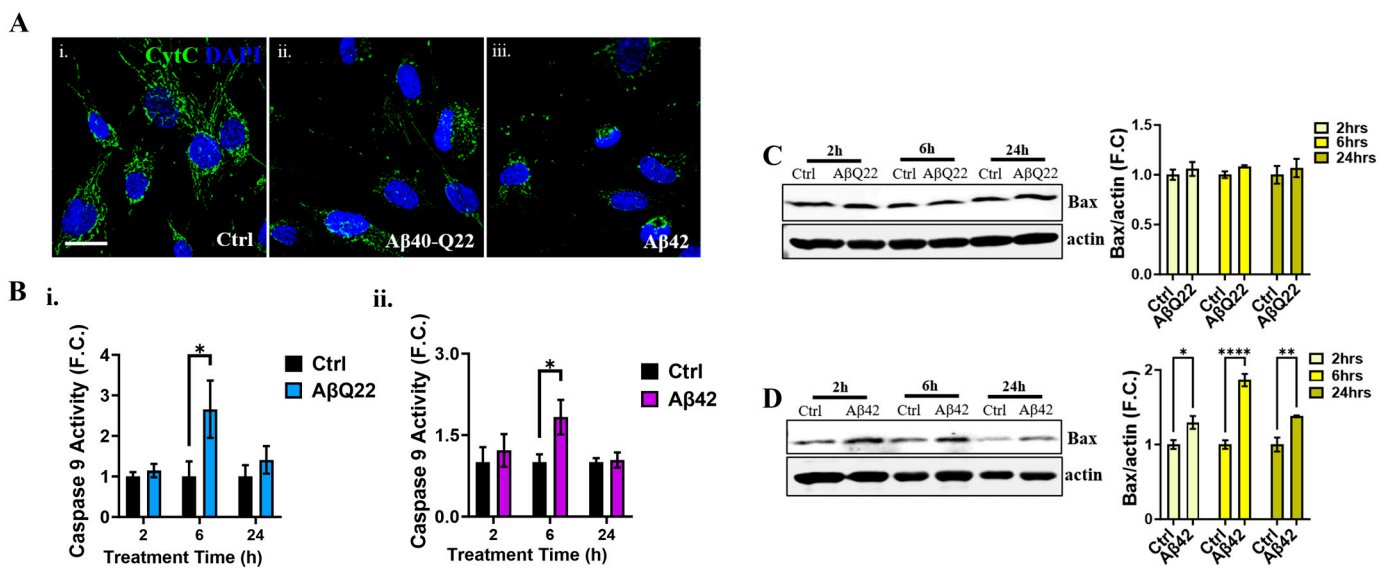 A
i.
CytC DAPI
ii.
iii.
Ctrl
Aβ40-Q22
Aβ42
B
i.
Caspase 9 Activity (F.C.)
4
3
2
1
0
2
6
24
Treatment Time (h)
*
Ctrl
AβQ22
ii.
Caspase 9 Activity (F.C.)
3.0
1.5
0.0
2
6
24
Treatment Time (h)
*
Ctrl
Aβ42
C
2h 6h 24h
Ctrl AβQ22 Ctrl AβQ22 Ctrl AβQ22
Bax
actin
Bax/actin (F.C)
1.5
1.0
0.5
0.0
Ctrl AβQ22 Ctrl AβQ22 Ctrl AβQ22
2hrs
6hrs
24hrs
D
2h 6h 24h
Ctrl Aβ42 Ctrl Aβ42 Ctrl Aβ42
Bax
actin
Bax/actin (F.C.)
2
1
0
* **** **
Ctrl Aβ42 Ctrl Aβ42 Ctrl Aβ42
2hrs
6hrs
24hrs